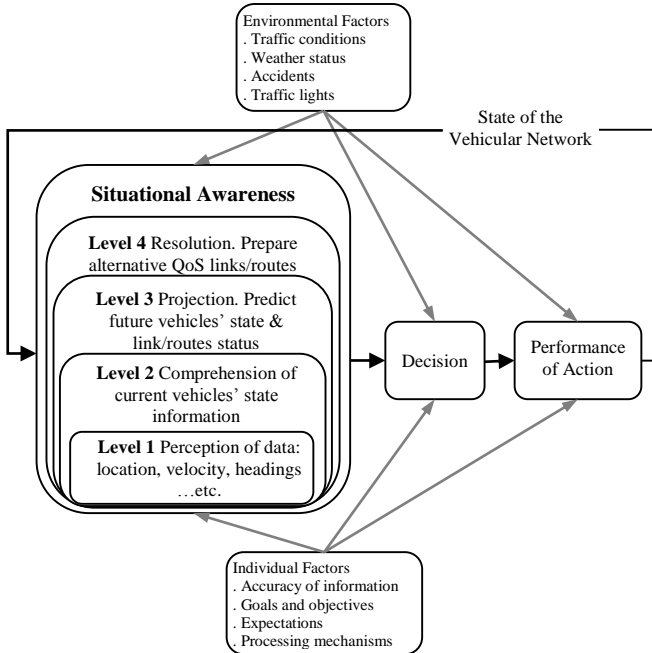 Environmental Factors
. Traffic conditions
. Weather status
. Accidents
. Traffic lights
State of the
Vehicular Network
Situational Awareness
Level 4 Resolution. Prepare
alternative QoS links/routes
Level 3 Projection. Predict
future vehicles’ state &
link/routes status
Level 2 Comprehension of
current vehicles’ state
information
Level 1 Perception of data:
location, velocity, headings
…etc.
Decision
Performance
of Action
Individual Factors
. Accuracy of information
. Goals and objectives
. Expectations
. Processing mechanisms